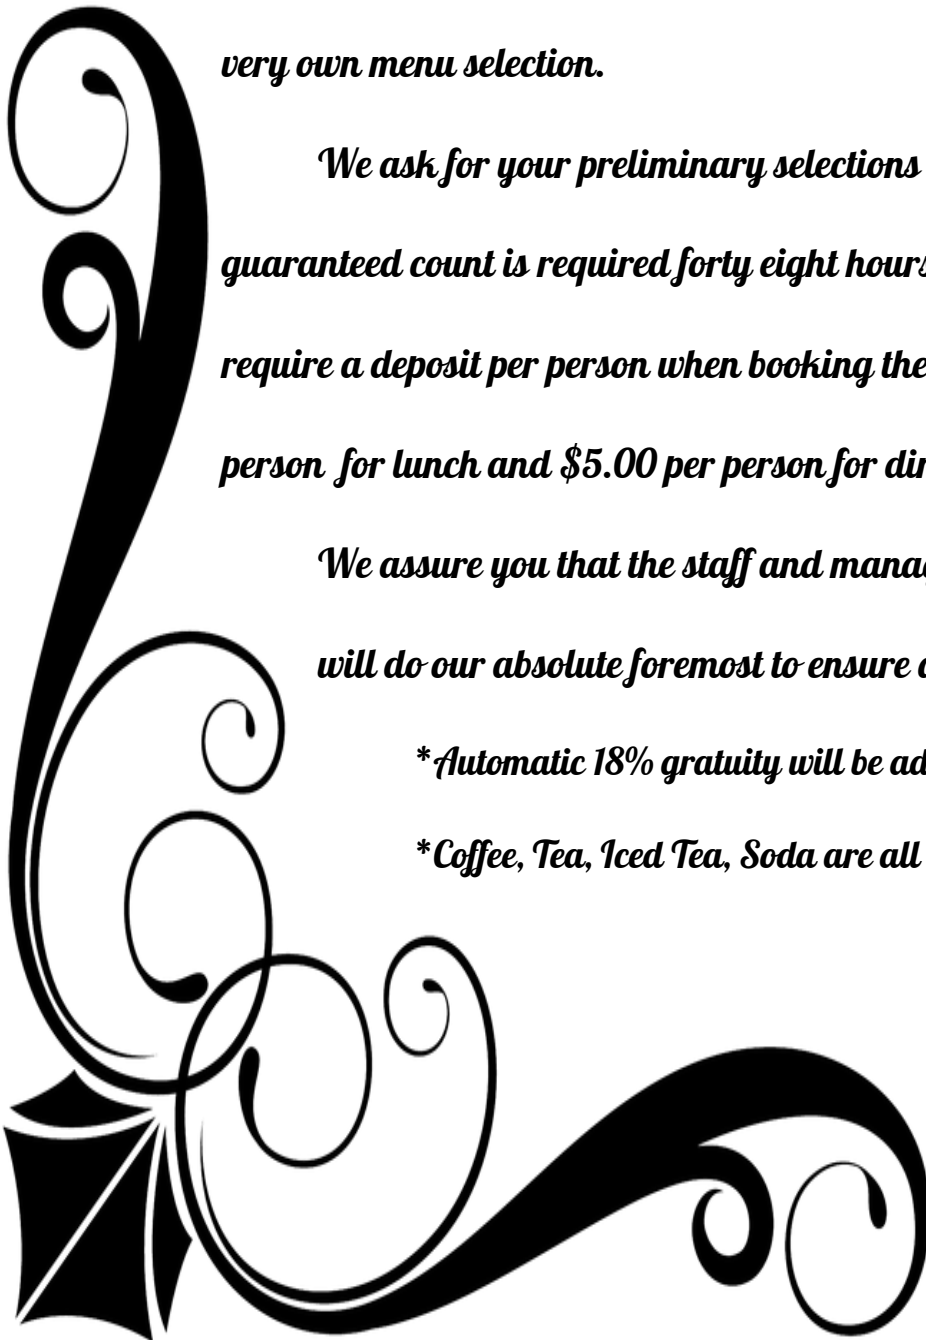 very own menu selection.
We ask for your preliminary selections
guaranteed count is required forty eight hours
require a deposit per person when booking the
person for lunch and $5.00 per person for
We assure you that the staff and
will do our absolute foremost to ensure
*Automatic 18% gratuity will be
*Coffee, Tea, Iced Tea, Soda are all